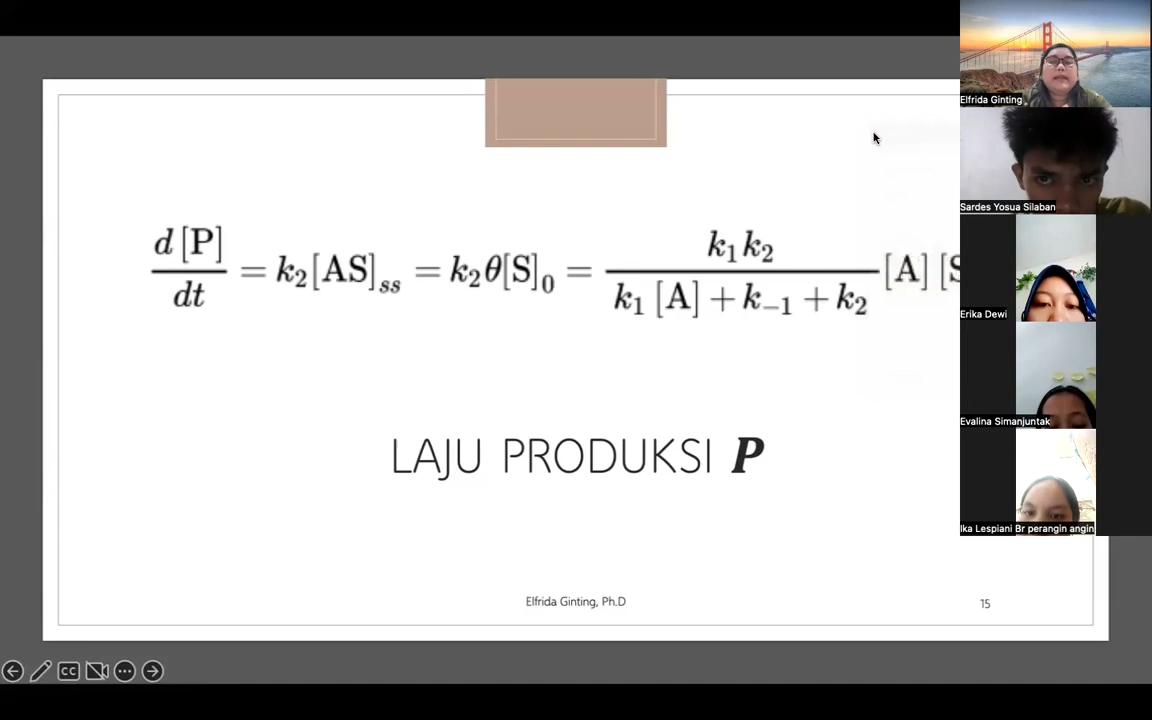 d[P]/dt = k₂[AS]ₛₛ = k₂θ[S]₀ = k₁k₂/(k₁[A] + k₋₁ + k₂) [A][S
LAJU PRODUKSI P
Elfrida Ginting, Ph.D
15
CC
Elfrida Ginting
Sardes Yosua Silaban
Erika Dewi
Evalina Simanjuntak
Ika Lespiani Br perangin angin